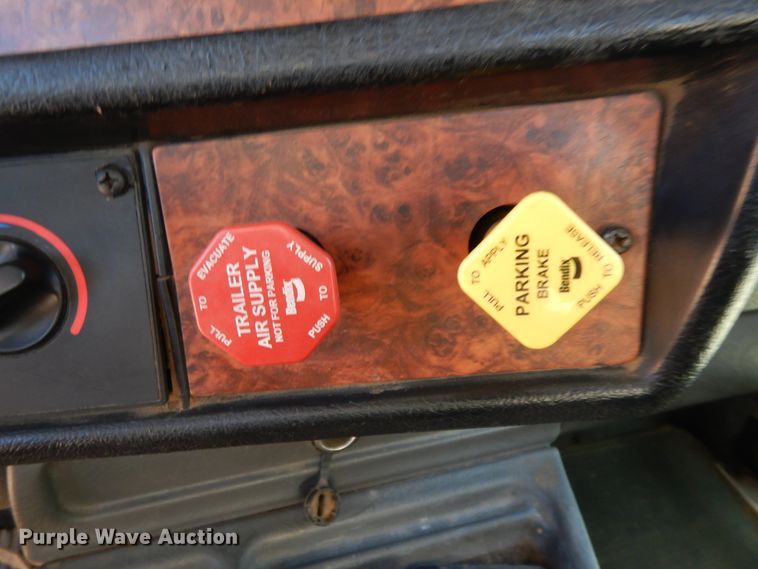 PULL TO EVACUATE
TRAILER
AIR SUPPLY
NOT FOR PARKING
Bendix
PUSH TO SUPPLY
PULL TO APPLY
PARKING
BRAKE
Bendix
PUSH TO RELEASE
Purple Wave Auction